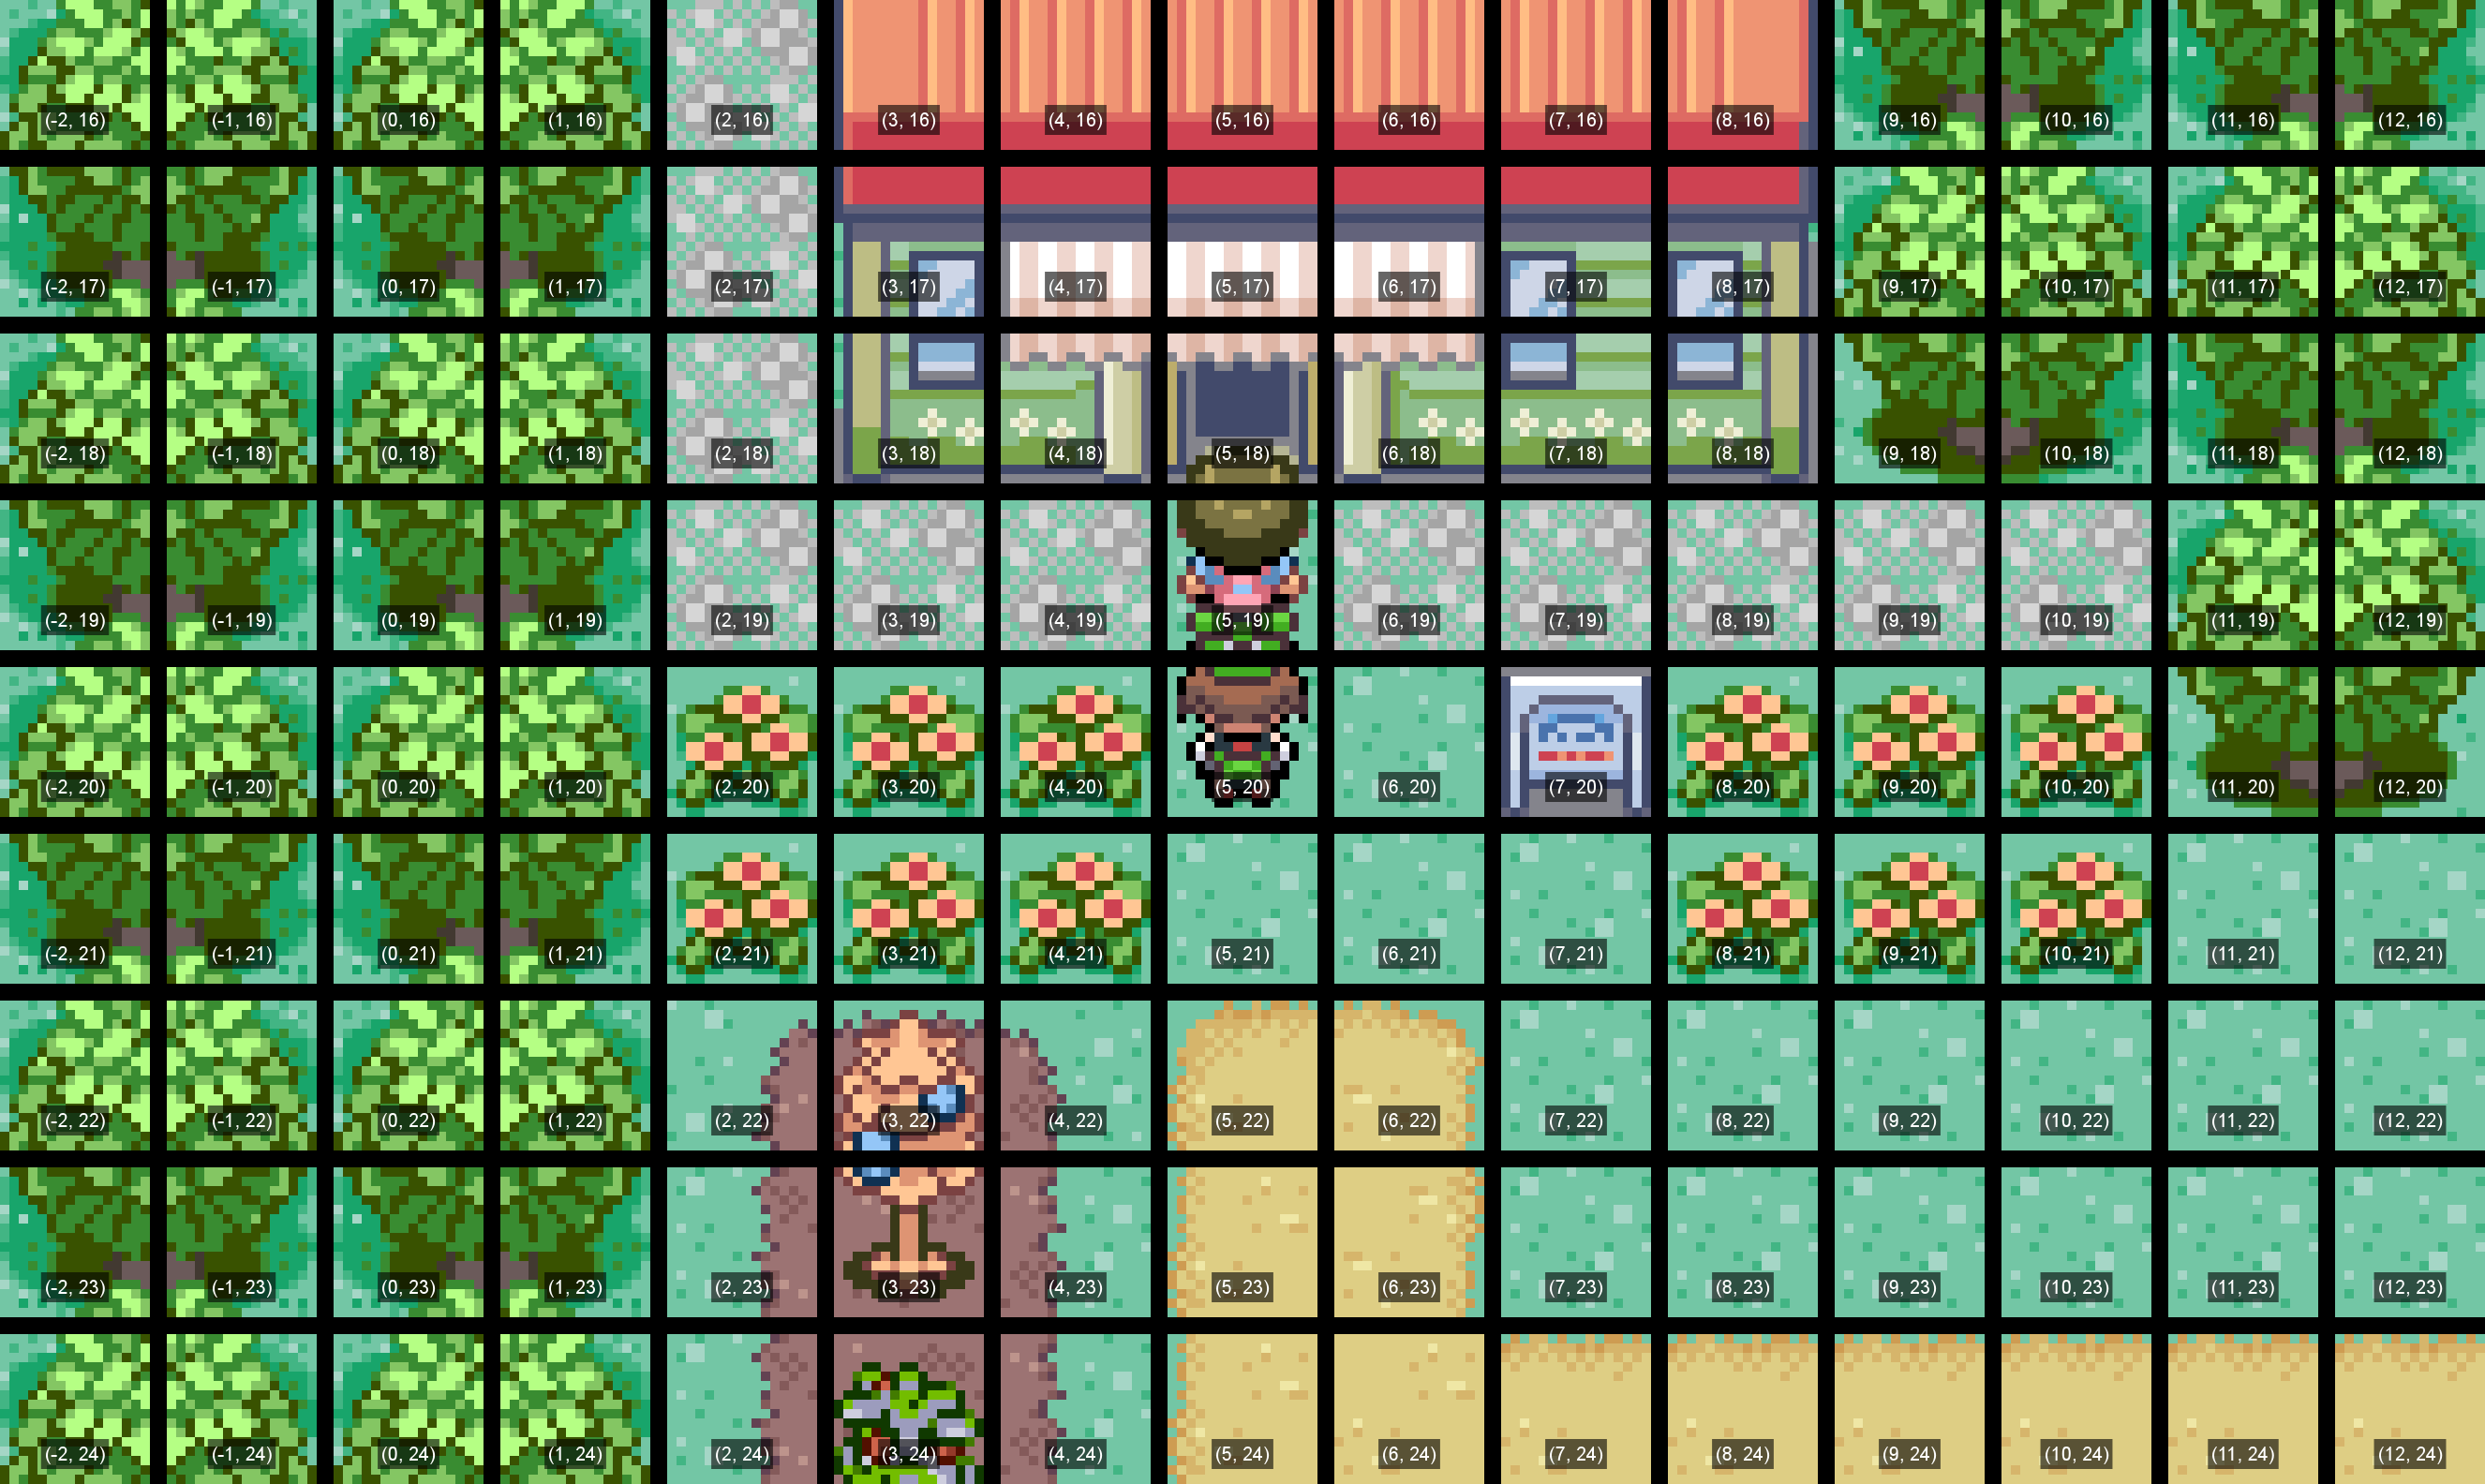 (-2, 16) (-1, 16) (0, 16) (1, 16) (2, 16) (3, 16) (4, 16) (5, 16) (6, 16) (7, 16) (8, 16) (9, 16) (10, 16) (11, 16) (12, 16)
(-2, 17) (-1, 17) (0, 17) (1, 17) (2, 17) (3, 17) (4, 17) (5, 17) (6, 17) (7, 17) (8, 17) (9, 17) (10, 17) (11, 17) (12, 17)
(-2, 18) (-1, 18) (0, 18) (1, 18) (2, 18) (3, 18) (4, 18) (5, 18) (6, 18) (7, 18) (8, 18) (9, 18) (10, 18) (11, 18) (12, 18)
(-2, 19) (-1, 19) (0, 19) (1, 19) (2, 19) (3, 19) (4, 19) (5, 19) (6, 19) (7, 19) (8, 19) (9, 19) (10, 19) (11, 19) (12, 19)
(-2, 20) (-1, 20) (0, 20) (1, 20) (2, 20) (3, 20) (4, 20) (5, 20) (6, 20) (7, 20) (8, 20) (9, 20) (10, 20) (11, 20) (12, 20)
(-2, 21) (-1, 21) (0, 21) (1, 21) (2, 21) (3, 21) (4, 21) (5, 21) (6, 21) (7, 21) (8, 21) (9, 21) (10, 21) (11, 21) (12, 21)
(-2, 22) (-1, 22) (0, 22) (1, 22) (2, 22) (3, 22) (4, 22) (5, 22) (6, 22) (7, 22) (8, 22) (9, 22) (10, 22) (11, 22) (12, 22)
(-2, 23) (-1, 23) (0, 23) (1, 23) (2, 23) (3, 23) (4, 23) (5, 23) (6, 23) (7, 23) (8, 23) (9, 23) (10, 23) (11, 23) (12, 23)
(-2, 24) (-1, 24) (0, 24) (1, 24) (2, 24) (3, 24) (4, 24) (5, 24) (6, 24) (7, 24) (8, 24) (9, 24) (10, 24) (11, 24) (12, 24)